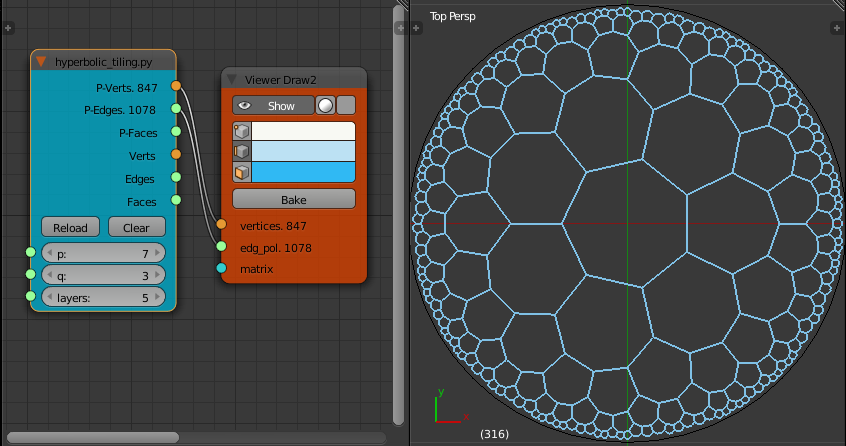 hyperbolic_tiling.py
P-Verts. 847
P-Edges. 1078
P-Faces
Verts
Edges
Faces
Reload
Clear
p: 7
q: 3
layers: 5
Viewer Draw2
Show
Bake
vertices. 847
edg_pol. 1078
matrix
Top Persp
y
x
(316)